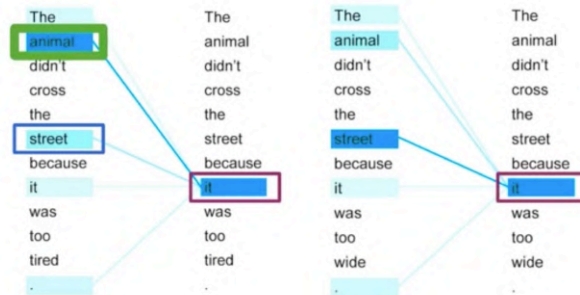 The
animal
didn't
cross
the
street
because
it
was
too
tired
.
The
animal
didn't
cross
the
street
because
it
was
too
tired
.
The
animal
didn't
cross
the
street
because
it
was
too
wide
.
The
animal
didn't
cross
the
street
because
it
was
too
wide
.